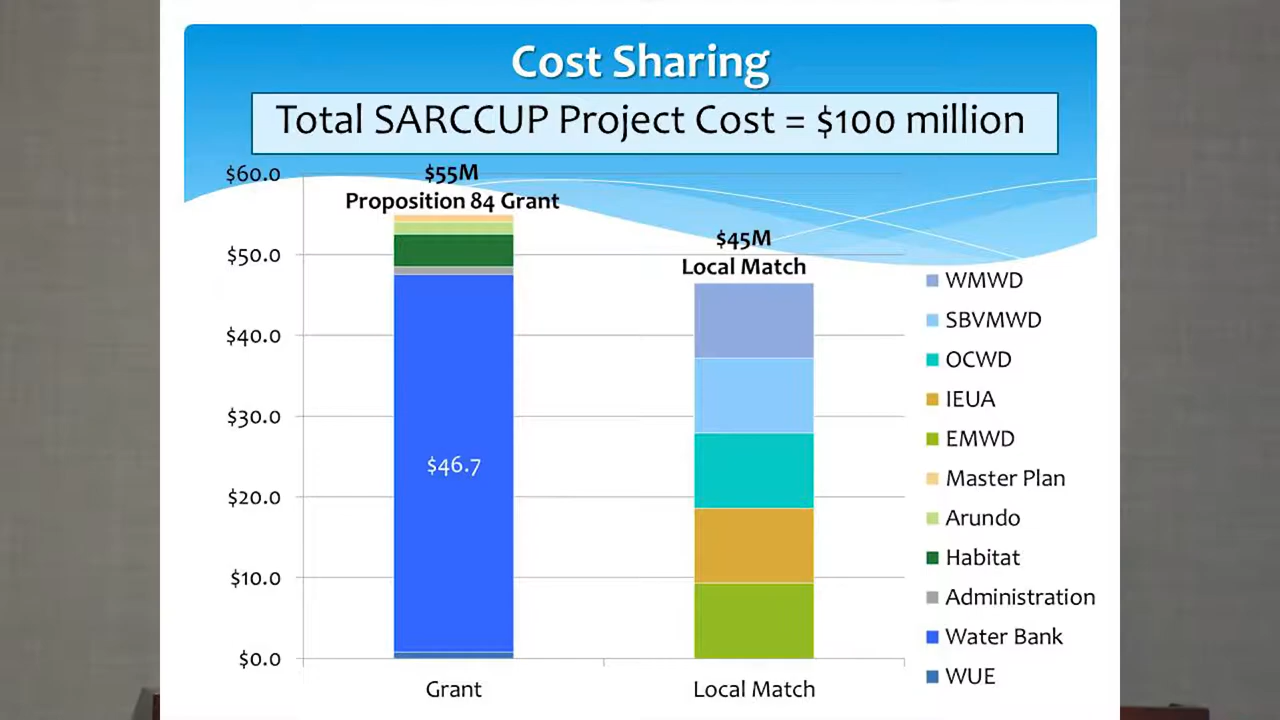 Cost Sharing
Total SARCCUP Project Cost = $100 million
$60.0
$50.0
$40.0
$30.0
$20.0
$10.0
$0.0
$55M
Proposition 84 Grant
$46.7
$45M
Local Match
Grant
Local Match
WMWD
SBVMWD
OCWD
IEUA
EMWD
Master Plan
Arundo
Habitat
Administration
Water Bank
WUE